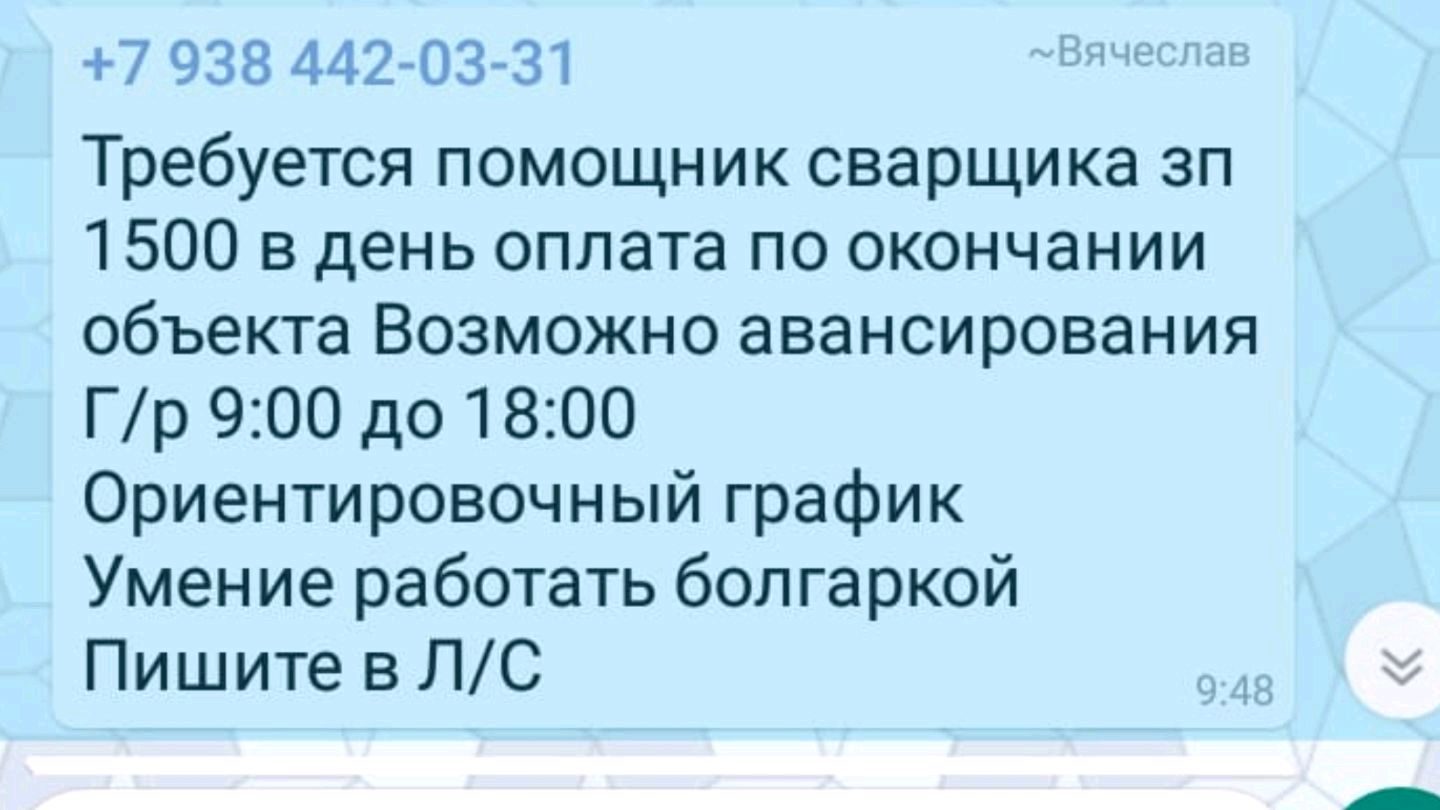 +7 938 442-03-31 ~Вячеслав
Требуется помощник сварщика зп
1500 в день оплата по окончании
объекта Возможно авансирования
Г/р 9:00 до 18:00
Ориентировочный график
Умение работать болгаркой
Пишите в Л/С
9:48